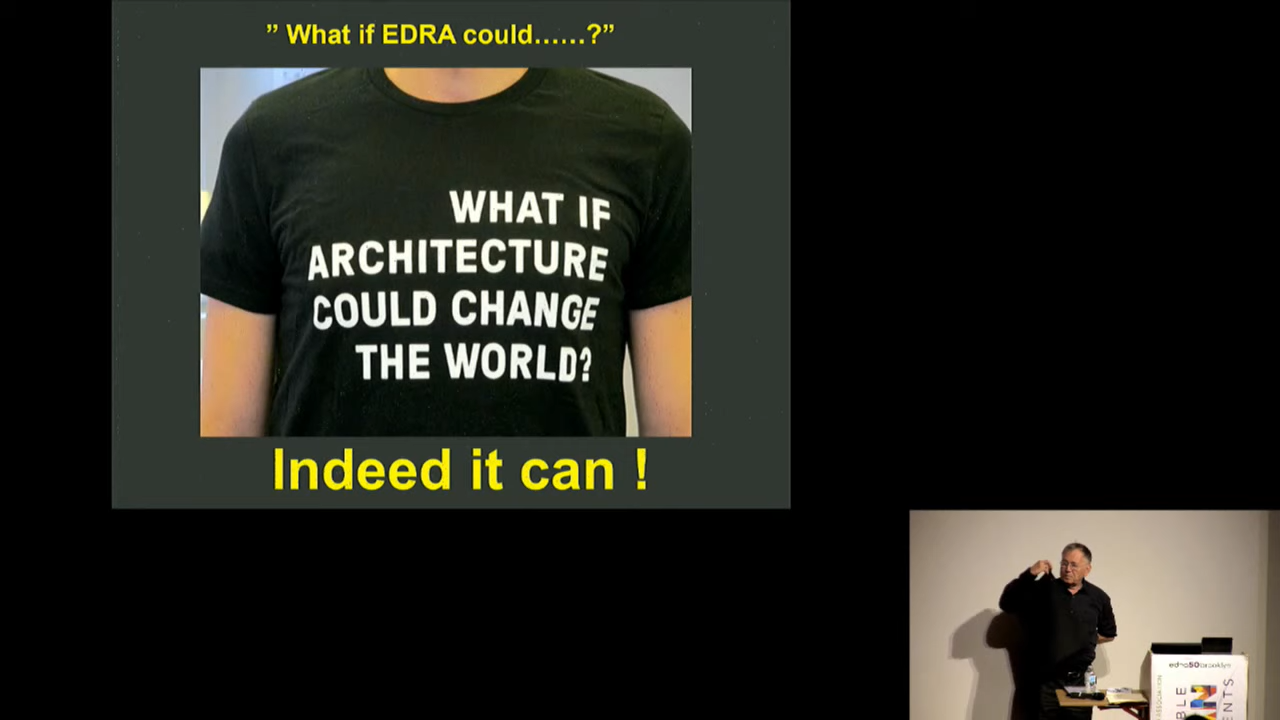 ” What if EDRA could......?”
WHAT IF
ARCHITECTURE
COULD CHANGE
THE WORLD?
Indeed it can !
edra50brooklyn